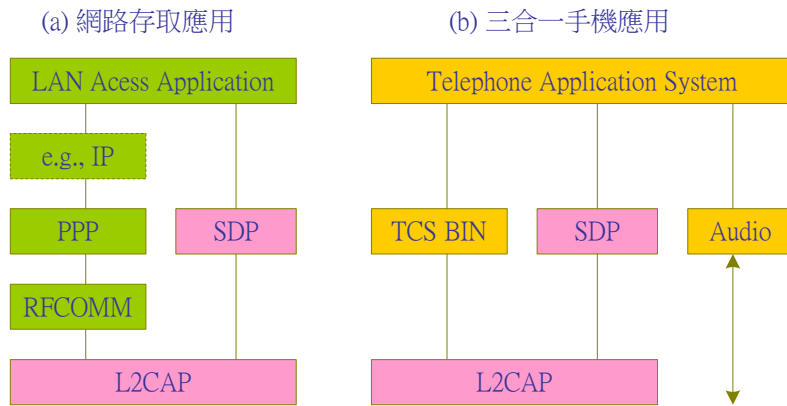 (a) 網路存取應用
LAN Acess Application
e.g., IP
PPP
SDP
RFCOMM
L2CAP
(b) 三合一手機應用
Telephone Application System
TCS BIN
SDP
Audio
L2CAP